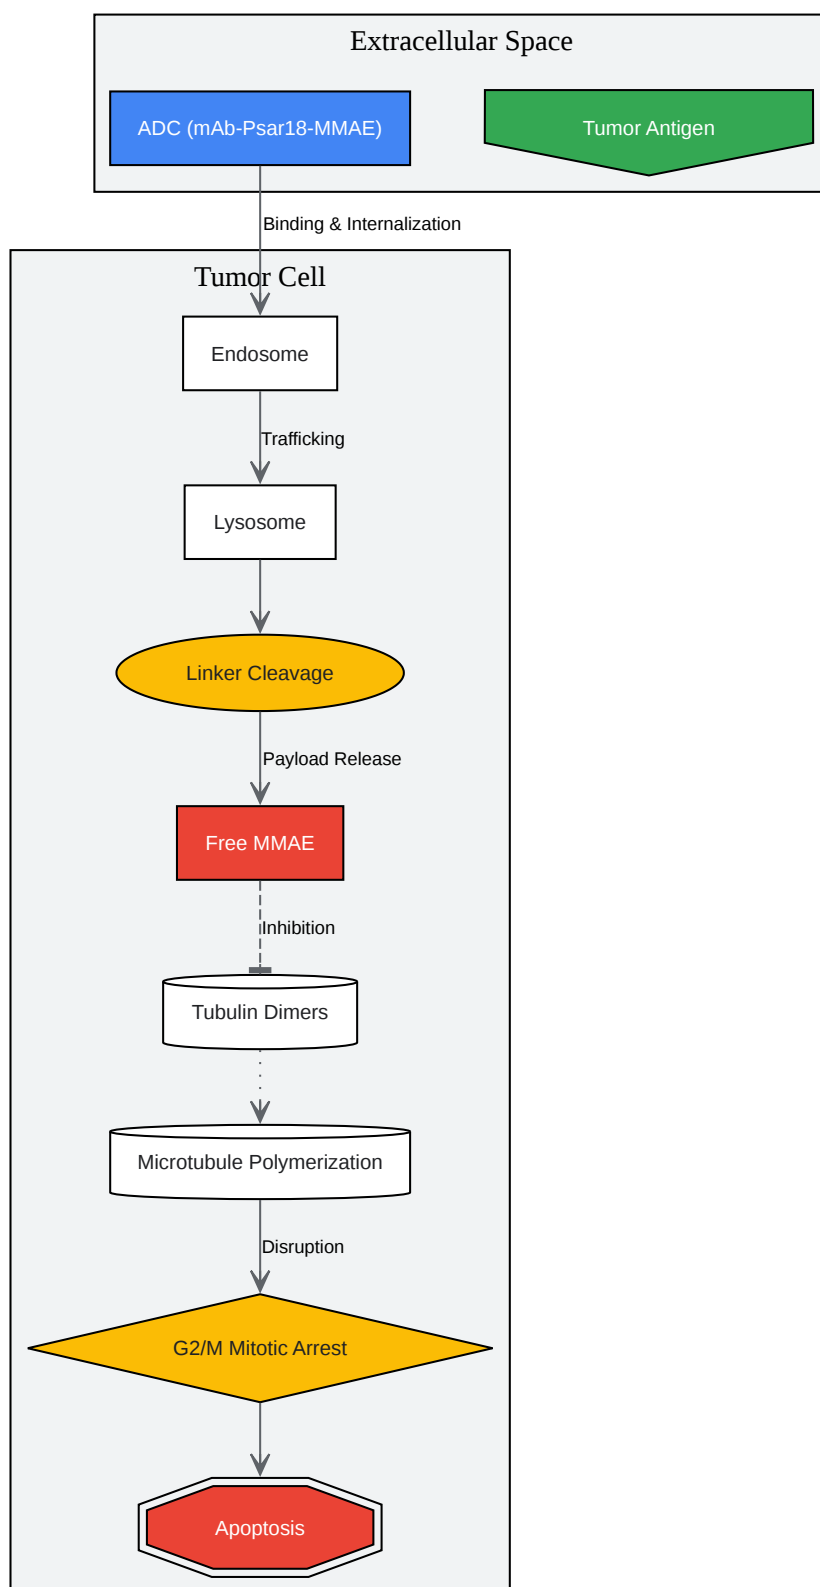 Extracellular Space
ADC (mAb-Psar18-MMAE)
Tumor Antigen
Binding & Internalization
Tumor Cell
Endosome
Trafficking
Lysosome
Linker Cleavage
Payload Release
Free MMAE
Inhibition
Tubulin Dimers
Microtubule Polymerization
Disruption
G2/M Mitotic Arrest
Apoptosis